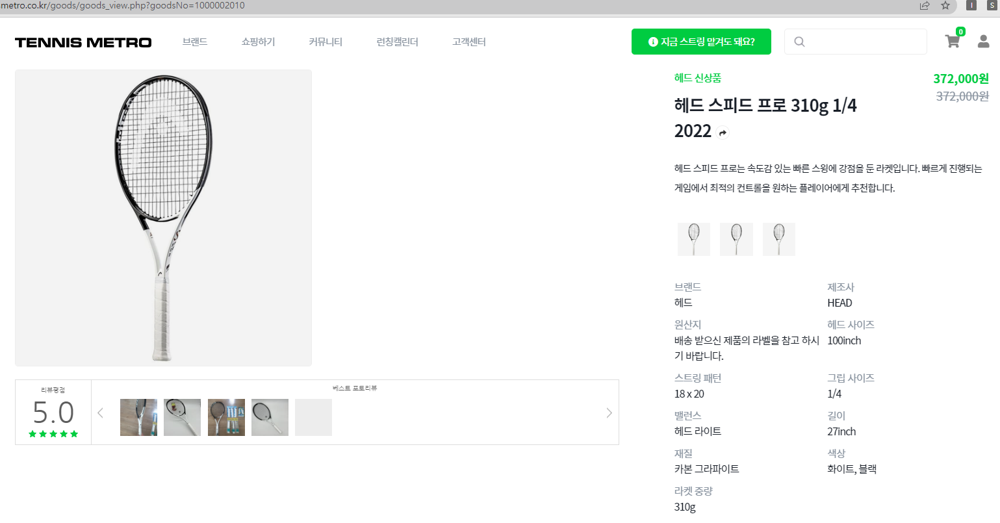 metro.co.kr/goods/goods_view.php?goodsNo=1000002010
I
S
TENNIS METRO
브랜드
쇼핑하기
커뮤니티
런칭캘린더
고객센터
지금 스트링 맡겨도 돼요?
0
헤드 신상품
372,000원
372,000원
헤드 스피드 프로 310g 1/4
2022
헤드 스피드 프로는 속도감 있는 빠른 스윙에 강점을 둔 라켓입니다. 빠르게 진행되는
게임에서 최적의 컨트롤을 원하는 플레이어에게 추천합니다.
브랜드
헤드
제조사
HEAD
원산지
배송 받으신 제품의 라벨을 참고 하시
기 바랍니다.
헤드 사이즈
100inch
스트링 패턴
18 x 20
그립 사이즈
1/4
밸런스
헤드 라이트
길이
27inch
재질
카본 그라파이트
색상
화이트, 블랙
라켓 중량
310g
리뷰평점
5.0
베스트 포토리뷰